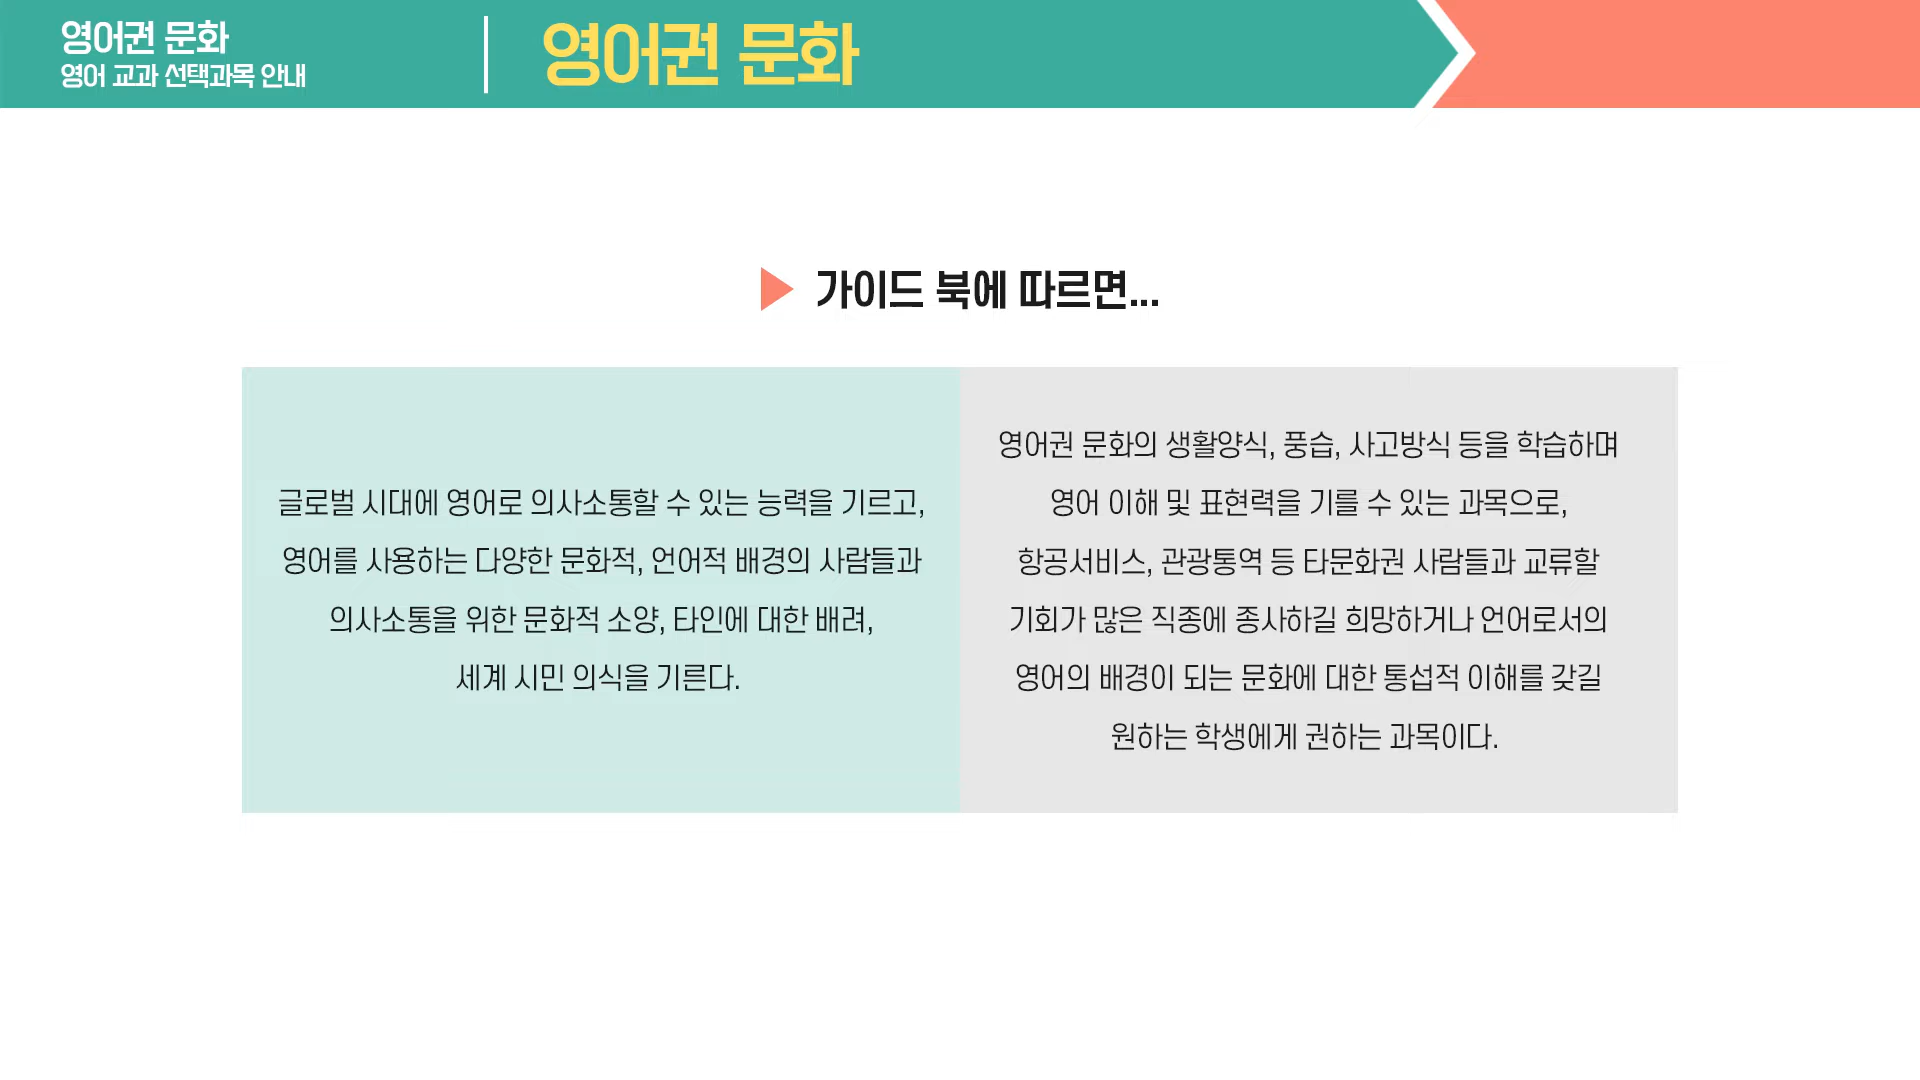 영어권 문화
영어 교과 선택과목 안내
영어권 문화
가이드 북에 따르면...
글로벌 시대에 영어로 의사소통할 수 있는 능력을 기르고,
영어를 사용하는 다양한 문화적, 언어적 배경의 사람들과
의사소통을 위한 문화적 소양, 타인에 대한 배려,
세계 시민 의식을 기른다.
영어권 문화의 생활양식, 풍습, 사고방식 등을 학습하며
영어 이해 및 표현력을 기를 수 있는 과목으로,
항공서비스, 관광통역 등 타문화권 사람들과 교류할
기회가 많은 직종에 종사하길 희망하거나 언어로서의
영어의 배경이 되는 문화에 대한 통섭적 이해를 갖길
원하는 학생에게 권하는 과목이다.